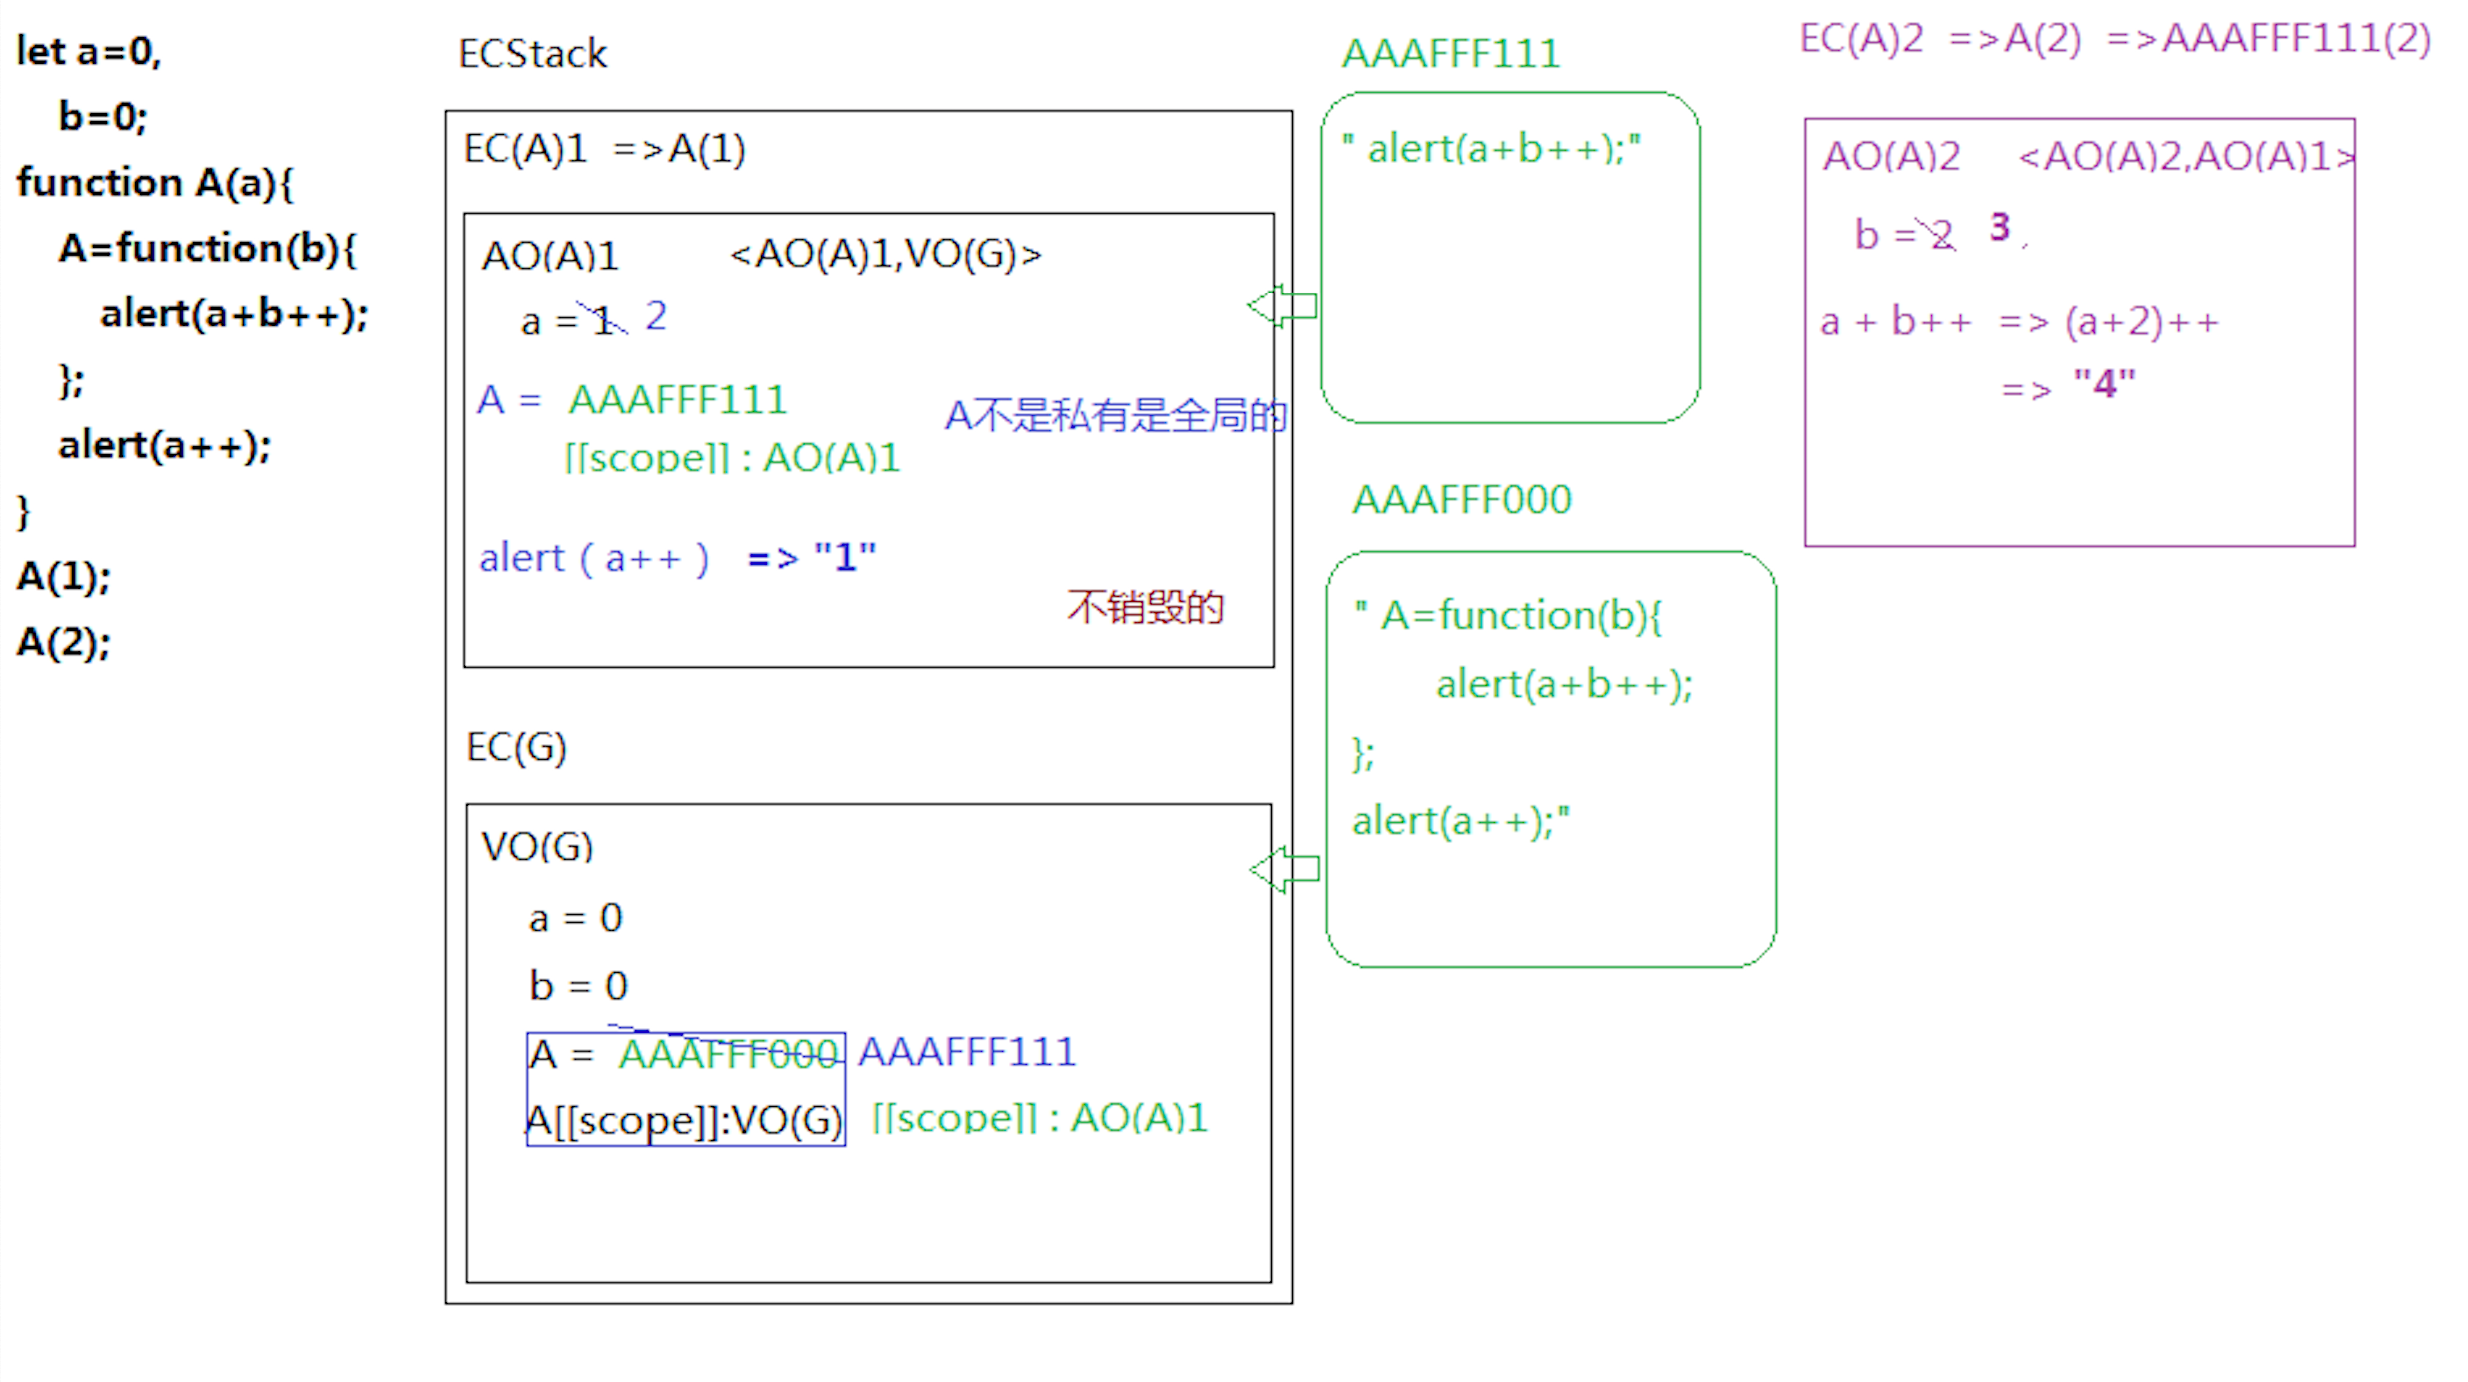 let a=0,
b=0;
function A(a){
A=function(b){
alert(a+b++);
};
alert(a++);
}
A(1);
A(2);
ECStack
EC(A)1 =>A(1)
AO(A)1 <AO(A)1,VO(G)>
a = 1 2
A = AAAFFF111 A不是私有是全局的
[[scope]] : AO(A)1
alert ( a++ ) => "1"
不销毁的
EC(G)
VO(G)
a = 0
b = 0
A = AAAFFF000 AAAFFF111
A[[scope]]:VO(G) [[scope]] : AO(A)1
AAAFFF111
" alert(a+b++);"
AAAFFF000
" A=function(b){
alert(a+b++);
};
alert(a++);"
EC(A)2 =>A(2) =>AAAFFF111(2)
AO(A)2 <AO(A)2,AO(A)1>
b = 2 3
a + b++ => (a+2)++
=> "4"